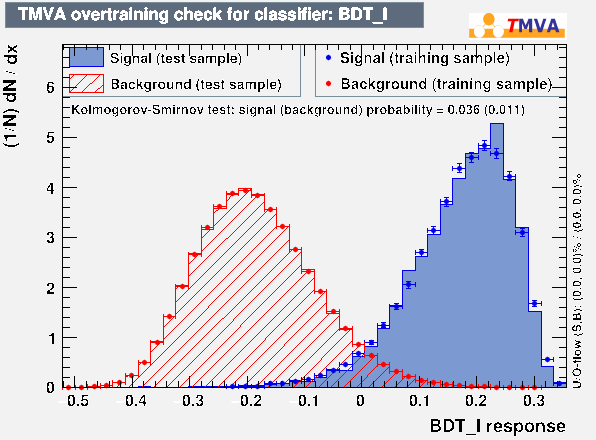 TMVA overtraining check for classifier: BDT_I
TMVA
Signal (test sample)
Background (test sample)
Signal (training sample)
Background (training sample)
Kolmogorov-Smirnov test: signal (background) probability = 0.036 (0.011)
(1/N) dN / dx
6
5
4
3
2
1
0
-0.5 -0.4 -0.3 -0.2 -0.1 0 0.1 0.2 0.3
BDT_I response
U/O-flow (S,B): (0.0, 0.0)% / (0.0, 0.0)%